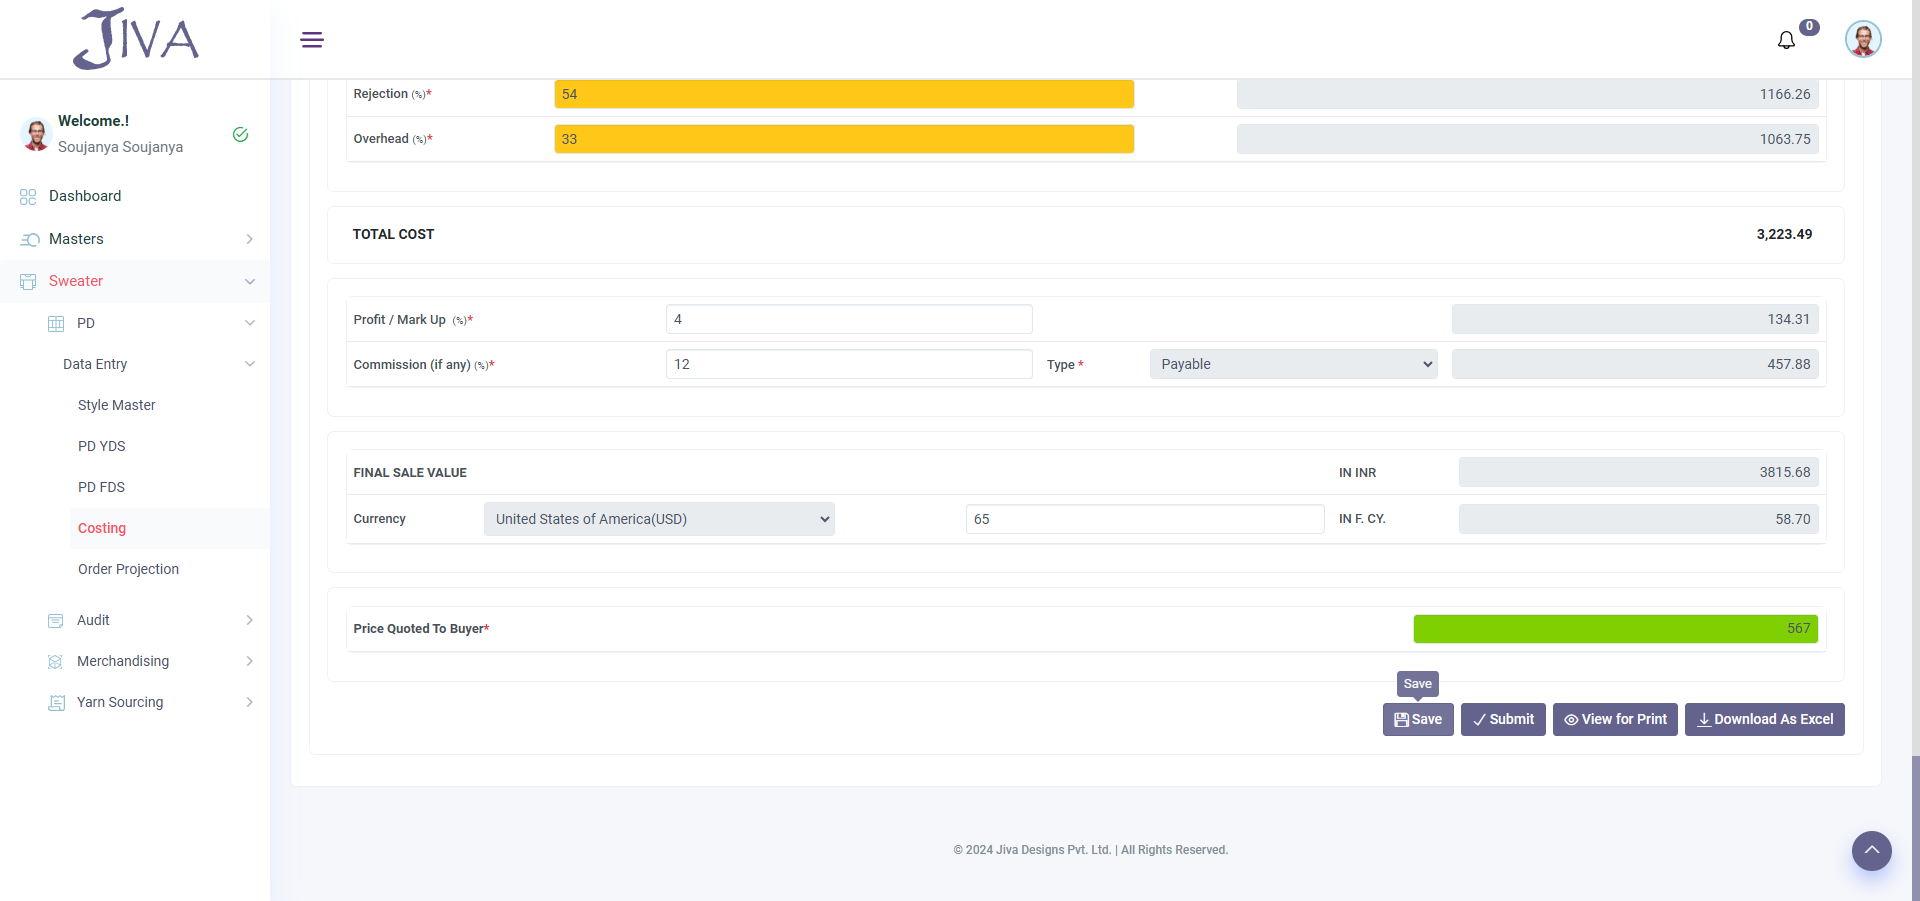 JIVA
0
Welcome.!
Soujanya Soujanya
Dashboard
Masters
Sweater
PD
Data Entry
Style Master
PD YDS
PD FDS
Costing
Order Projection
Audit
Merchandising
Yarn Sourcing
Rejection (%)* 54 1166.26
Overhead (%)* 33 1063.75
TOTAL COST 3,223.49
Profit / Mark Up (%)* 4 134.31
Commission (if any) (%)* 12 Type * Payable 457.88
FINAL SALE VALUE IN INR 3815.68
Currency United States of America(USD) 65 IN F. CY. 58.70
Price Quoted To Buyer* 567
Save
Save Submit View for Print Download As Excel
© 2024 Jiva Designs Pvt. Ltd. | All Rights Reserved.